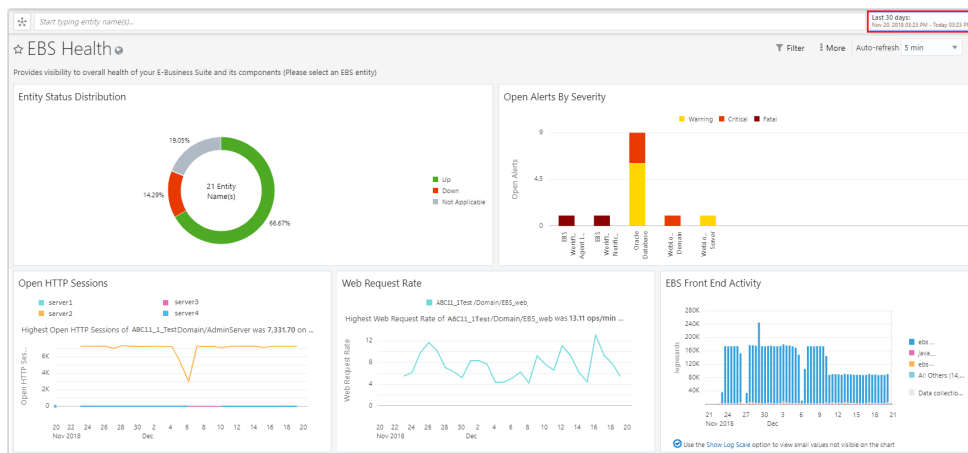 Start typing entity name(s)...
Last 30 days:
Nov 20, 2018 03:23 PM - Today 03:23 PM
EBS Health
Filter
More
Auto-refresh
5 min
Provides visibility to overall health of your E-Business Suite and its components (Please select an EBS entity)
Entity Status Distribution
19.05%
14.29%
21 Entity
Name(s)
66.67%
Up
Down
Not Applicable
Open Alerts By Severity
Warning
Critical
Fatal
9
4.5
0
Open Alerts
EBS
Workfl...
Agent L...
EBS
Workfl...
Notific...
Oracle
Database
WebLo...
Domain
WebLo...
Server
Open HTTP Sessions
server1
server3
server2
server4
Highest Open HTTP Sessions of ABC11_1_TestDomain/AdminServer was 7,331.70 on ...
Open HTTP Ses...
6K
4K
2K
0
20 22 24 26 28 30 2 4 6 8 10 12 14 16 18 20
Nov 2018 Dec
Web Request Rate
ABC11_1Test /Domain/EBS_web,
Highest Web Request Rate of ABC11_1Test/Domain/EBS_web was 13.11 ops/min ...
Web Request Rate
12
8
4
0
20 22 24 26 28 30 2 4 6 8 10 12 14 16 18 20
Nov 2018 Dec
EBS Front End Activity
logrecords
280K
240K
200K
160K
120K
80K
40K
21 24 27 30 3 6 9 12 15 18 21
Nov 2018 Dec
ebs...
java...
ebs...
All Others (14,...
Data collectio...
Use the Show Log Scale option to view small values not visible on the chart